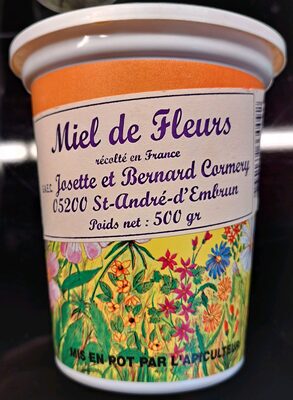 Miel de Fleurs
récolté en France
G.A.E.C. Josette et Bernard Cormery
05200 St-André-d'Embrun
Poids net : 500 gr
MIS EN POT PAR L'APICULTEUR